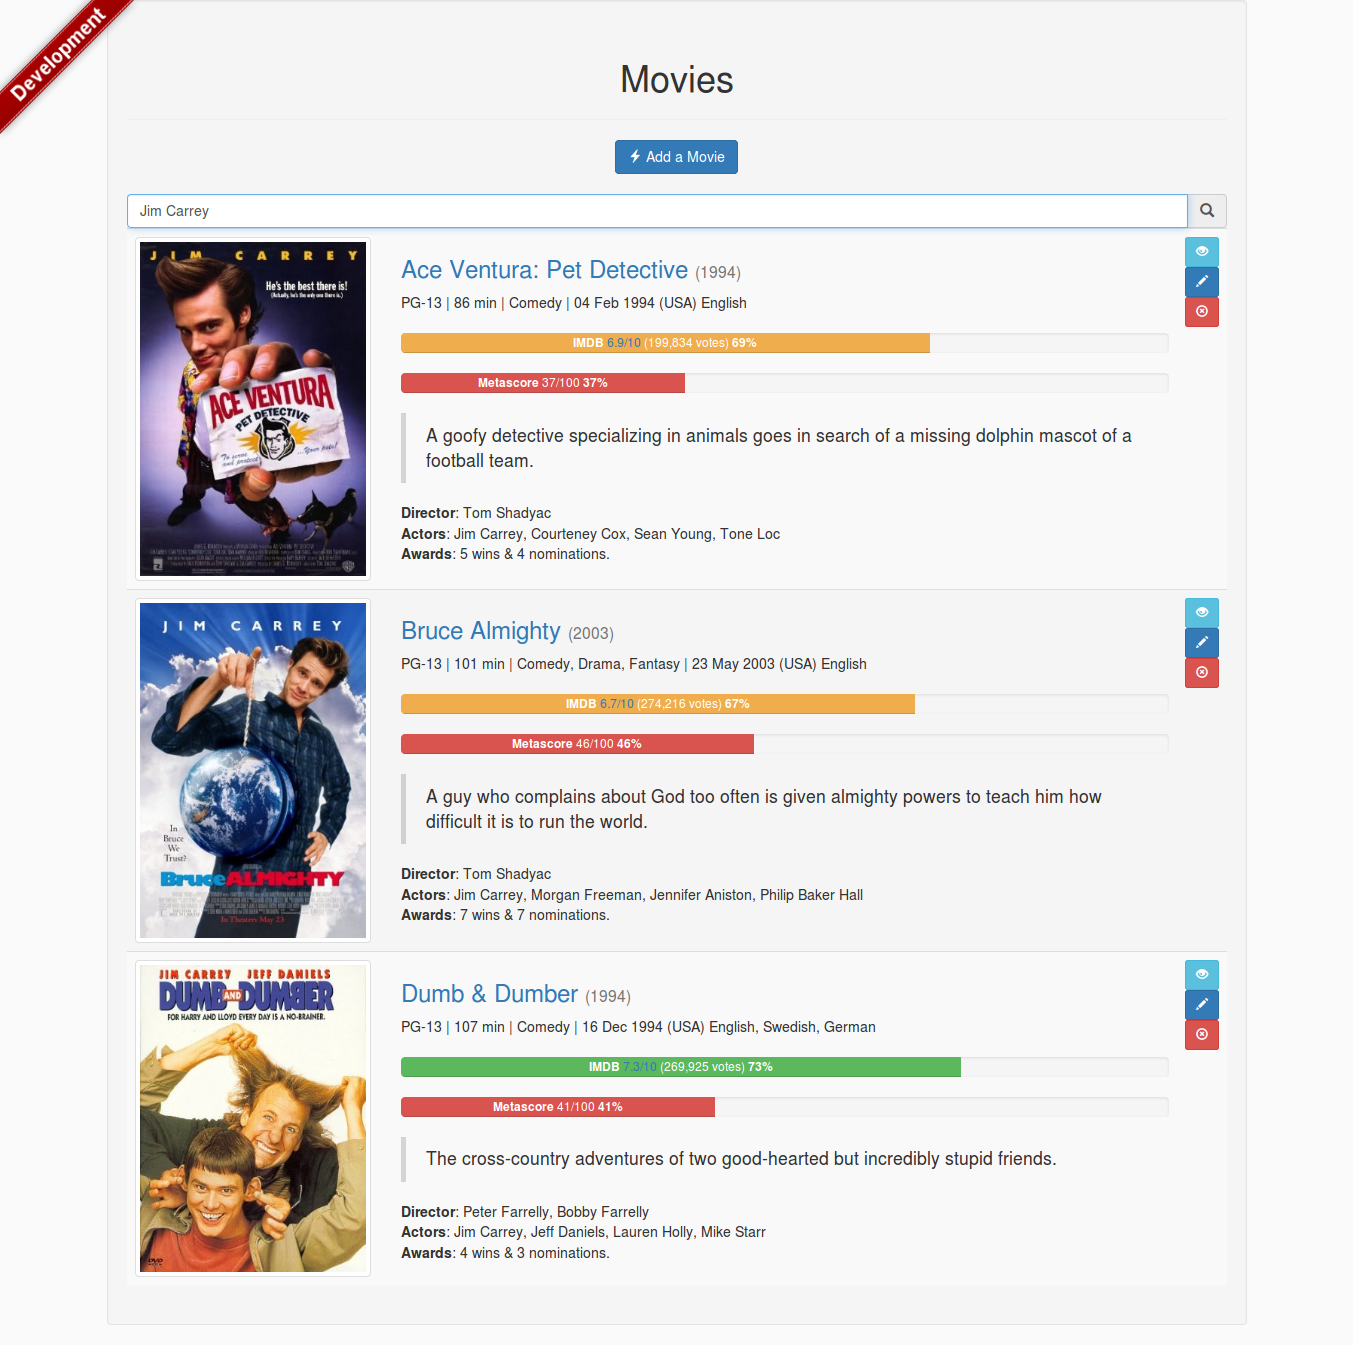 Development
Movies
Add a Movie
Jim Carrey
JIM CARREY
He's the best there is!
(Actually, he's the only one there is.)
ACE VENTURA
PET DETECTIVE
To serve
and protect
...Your pets!
Ace Ventura: Pet Detective (1994)
PG-13 | 86 min | Comedy | 04 Feb 1994 (USA) English
IMDB 6.9/10 (199,834 votes) 69%
Metascore 37/100 37%
A goofy detective specializing in animals goes in search of a missing dolphin mascot of a
football team.
Director: Tom Shadyac
Actors: Jim Carrey, Courteney Cox, Sean Young, Tone Loc
Awards: 5 wins & 4 nominations.
JIM CARREY
In
Bruce
We
Trust?
Bruce ALMIGHTY
In Theaters May 23
Bruce Almighty (2003)
PG-13 | 101 min | Comedy, Drama, Fantasy | 23 May 2003 (USA) English
IMDB 6.7/10 (274,216 votes) 67%
Metascore 46/100 46%
A guy who complains about God too often is given almighty powers to teach him how
difficult it is to run the world.
Director: Tom Shadyac
Actors: Jim Carrey, Morgan Freeman, Jennifer Aniston, Philip Baker Hall
Awards: 7 wins & 7 nominations.
JIM CARREY JEFF DANIELS
DUMB AND DUMBER
FOR HARRY AND LLOYD EVERY DAY IS A NO-BRAINER.
DVD
Dumb & Dumber (1994)
PG-13 | 107 min | Comedy | 16 Dec 1994 (USA) English, Swedish, German
IMDB 7.3/10 (269,925 votes) 73%
Metascore 41/100 41%
The cross-country adventures of two good-hearted but incredibly stupid friends.
Director: Peter Farrelly, Bobby Farrelly
Actors: Jim Carrey, Jeff Daniels, Lauren Holly, Mike Starr
Awards: 4 wins & 3 nominations.